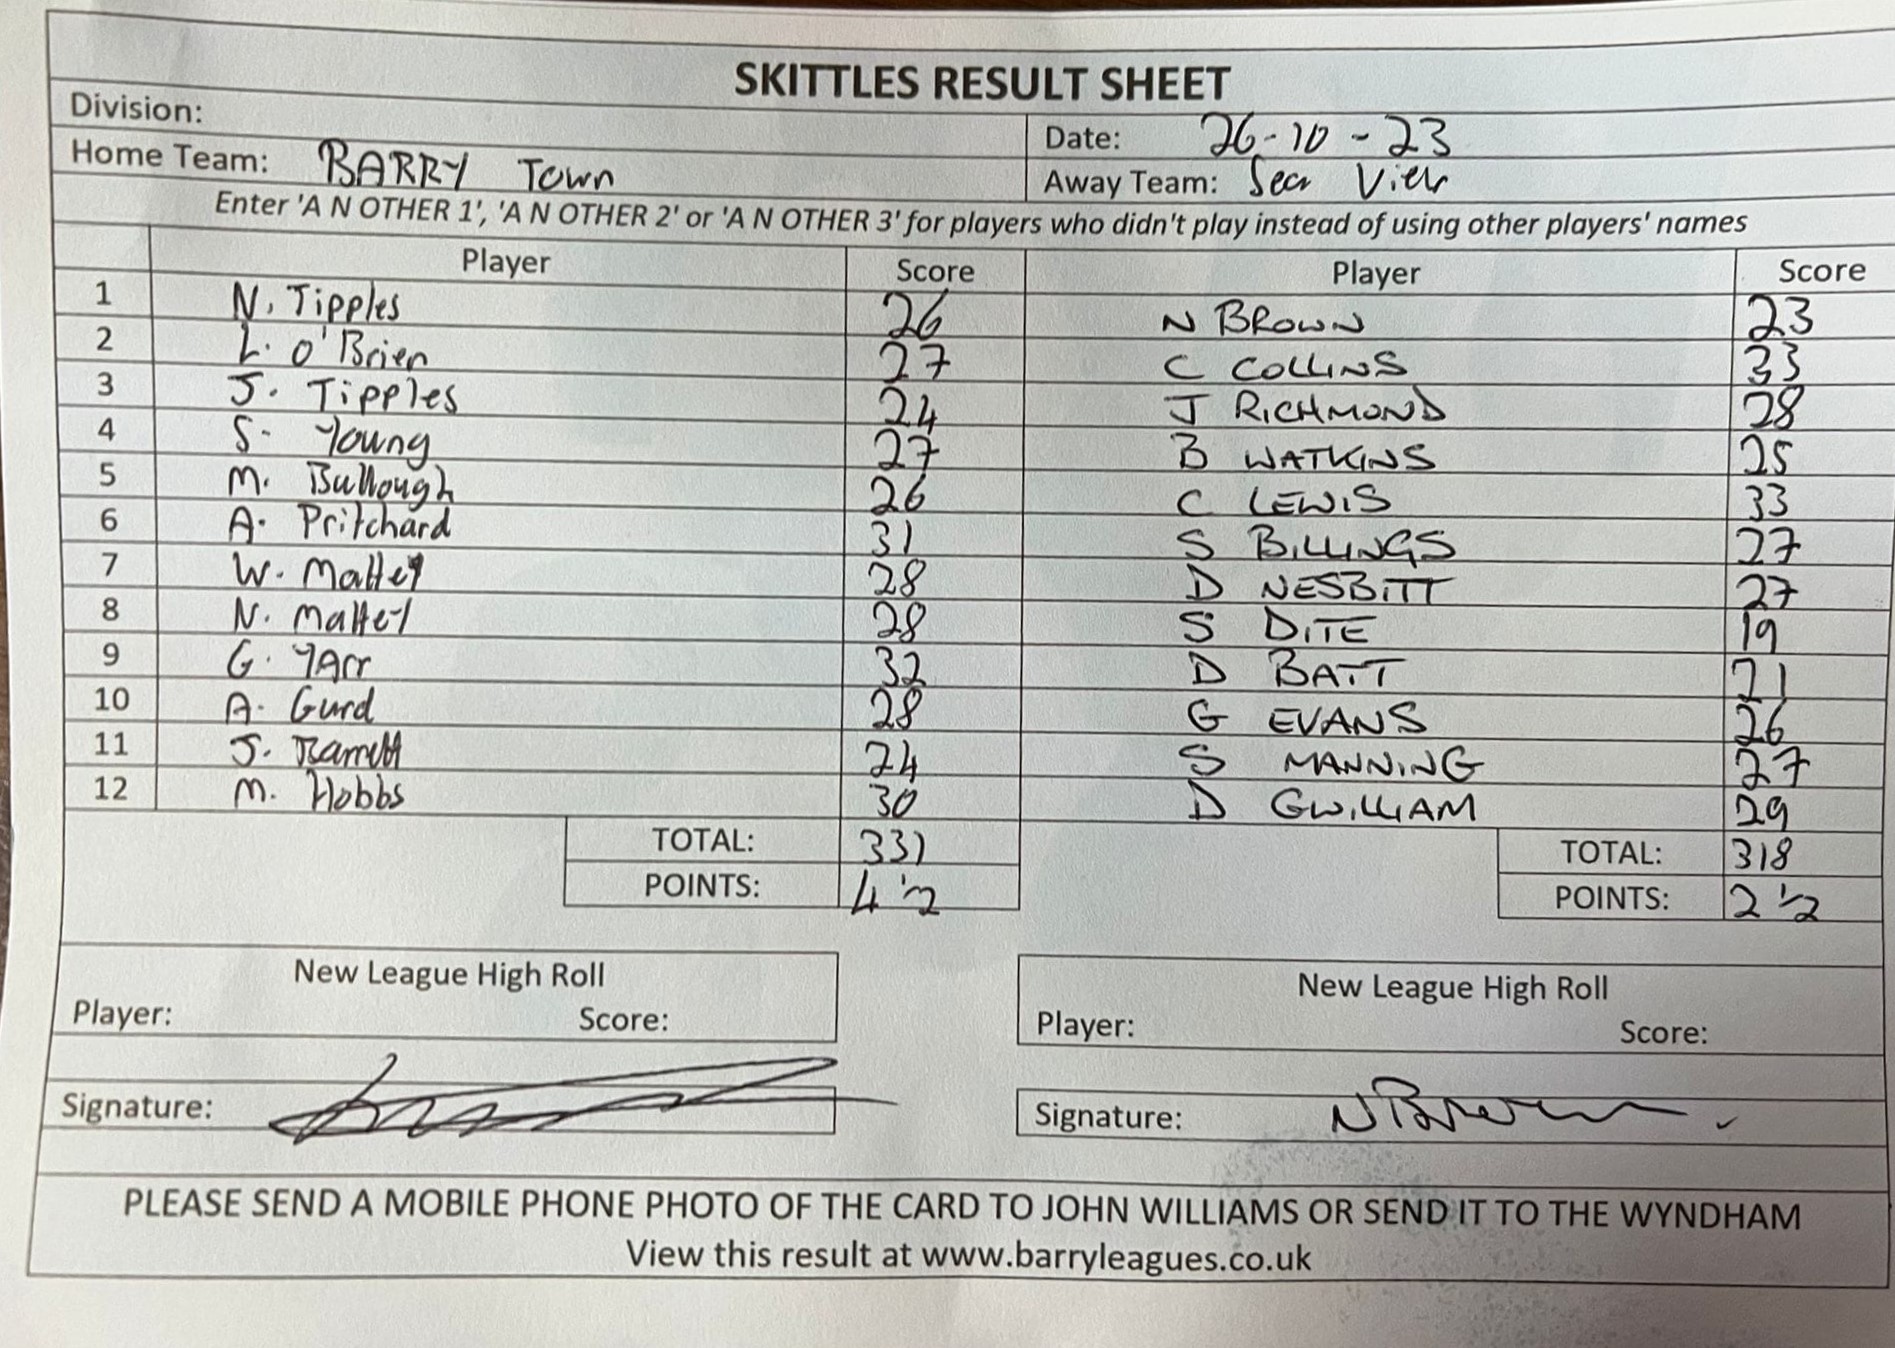 SKITTLES RESULT SHEET
Division:
Date: 26-10-23
Home Team: BARRY Town
Away Team: Sea View
Enter 'A N OTHER 1', 'A N OTHER 2' or 'A N OTHER 3' for players who didn't play instead of using other players' names
Player Score Player Score
1 N. Tipples 26 N BROWN 23
2 L. O'Brien 27 C COLLINS 33
3 J. Tipples 24 J RICHMOND 28
4 S. Young 27 B WATKINS 25
5 M. Bullough 26 C LEWIS 33
6 A. Pritchard 31 S BILLINGS 27
7 W. Mattey 28 D NESBITT 27
8 N. Mattey 28 S DITE 19
9 G. YArr 32 D BATT 21
10 A. Gurd 28 G EVANS 26
11 J. 24 S MANNING 27
12 M. Hobbs 30 D GWILLIAM 29
TOTAL: 331 TOTAL: 318
POINTS: 4 1/2 POINTS: 2 1/2
New League High Roll New League High Roll
Player: Score: Player: Score:
Signature: Signature: N Brown
PLEASE SEND A MOBILE PHONE PHOTO OF THE CARD TO JOHN WILLIAMS OR SEND IT TO THE WYNDHAM
View this result at www.barryleagues.co.uk